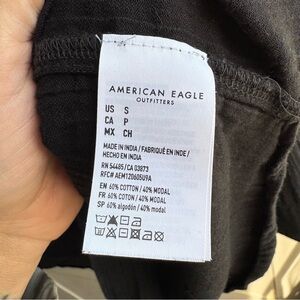 AMERICAN EAGLE
OUTFITTERS
US S
CA P
MX CH
MADE IN INDIA / FABRIQUÉ EN INDE /
HECHO EN INDIA
RN 54485/CA 03873
RFC# AEM120605U9A
EN 60% COTTON / 40% MODAL
FR 60% COTON / 40% MODAL
SP 60% algodón / 40% modal